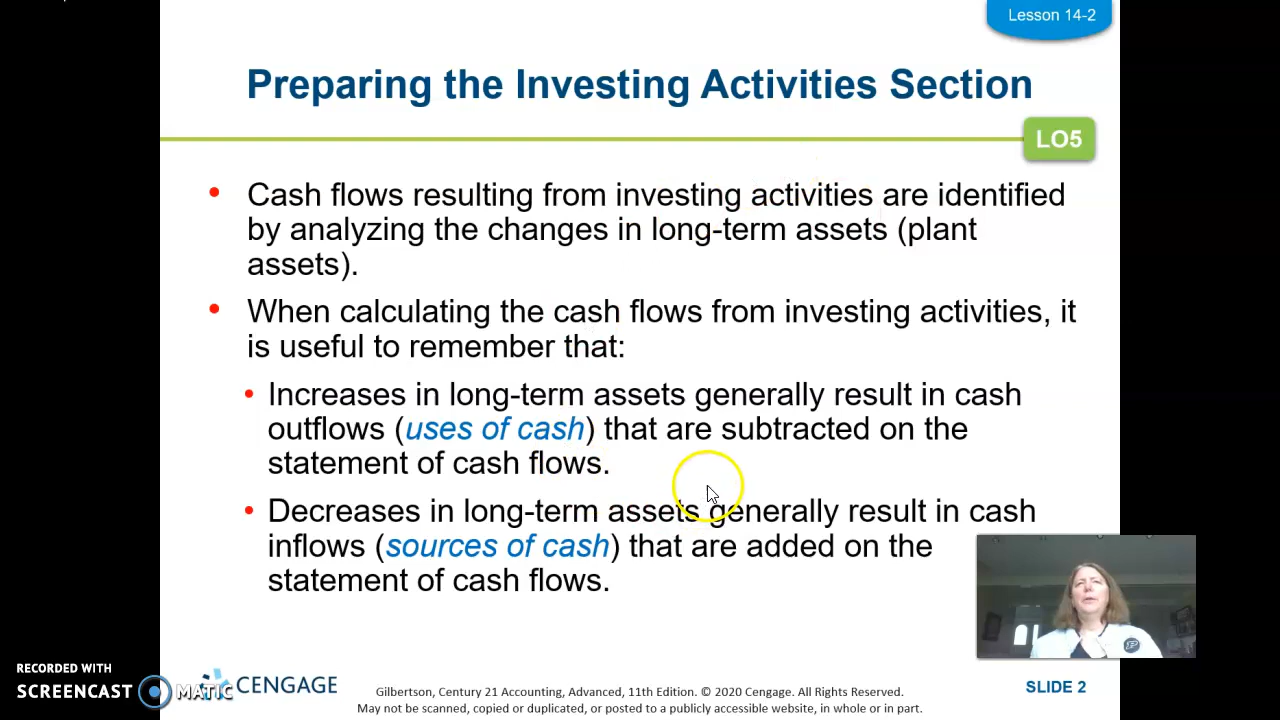 Lesson 14-2
Preparing the Investing Activities Section
LO5
• Cash flows resulting from investing activities are identified
by analyzing the changes in long-term assets (plant
assets).
• When calculating the cash flows from investing activities, it
is useful to remember that:
• Increases in long-term assets generally result in cash
outflows (uses of cash) that are subtracted on the
statement of cash flows.
• Decreases in long-term assets generally result in cash
inflows (sources of cash) that are added on the
statement of cash flows.
RECORDED WITH
SCREENCAST MATIC
CENGAGE
Gilbertson, Century 21 Accounting, Advanced, 11th Edition. © 2020 Cengage. All Rights Reserved.
May not be scanned, copied or duplicated, or posted to a publicly accessible website, in whole or in part.
SLIDE 2